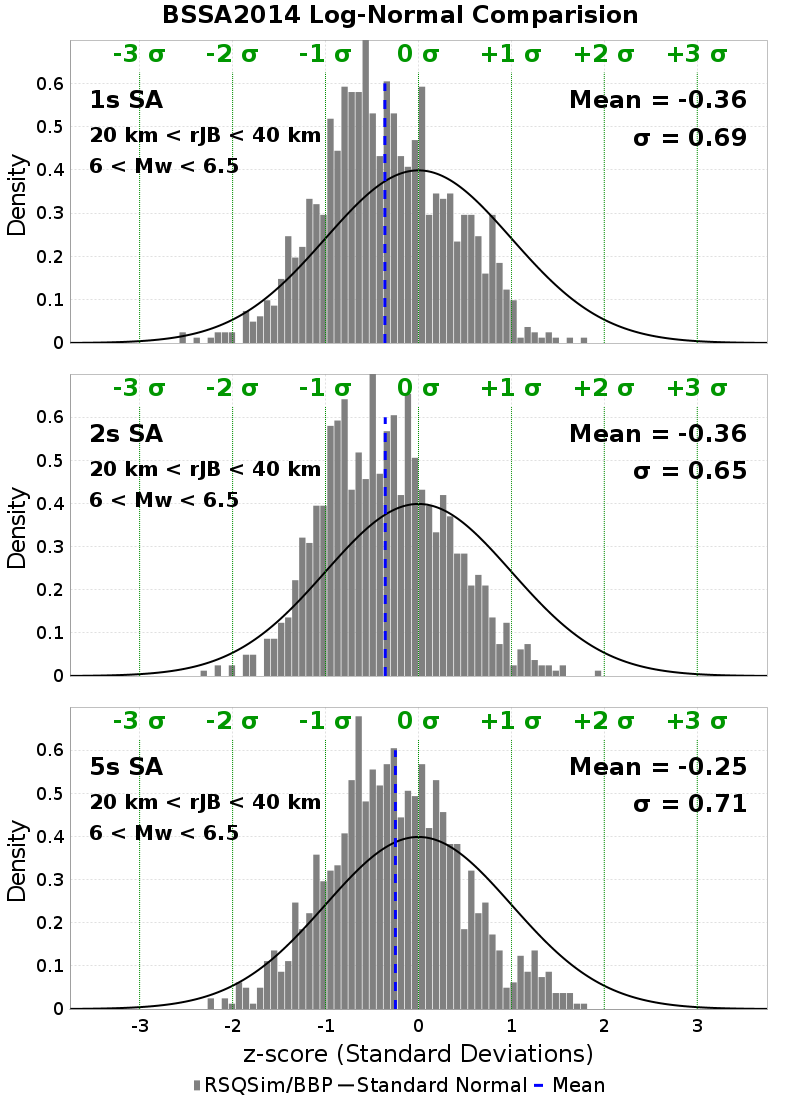 BSSA2014 Log-Normal Comparision
-3 σ -2 σ -1 σ 0 σ +1 σ +2 σ +3 σ
1s SA
20 km < rJB < 40 km
6 < Mw < 6.5
Mean = -0.36
σ = 0.69
Density
0.6
0.5
0.4
0.3
0.2
0.1
0
-3 σ -2 σ -1 σ 0 σ +1 σ +2 σ +3 σ
2s SA
20 km < rJB < 40 km
6 < Mw < 6.5
Mean = -0.36
σ = 0.65
Density
0.6
0.5
0.4
0.3
0.2
0.1
0
-3 σ -2 σ -1 σ 0 σ +1 σ +2 σ +3 σ
5s SA
20 km < rJB < 40 km
6 < Mw < 6.5
Mean = -0.25
σ = 0.71
Density
0.6
0.5
0.4
0.3
0.2
0.1
0
-3 -2 -1 0 1 2 3
z-score (Standard Deviations)
RSQSim/BBP Standard Normal Mean